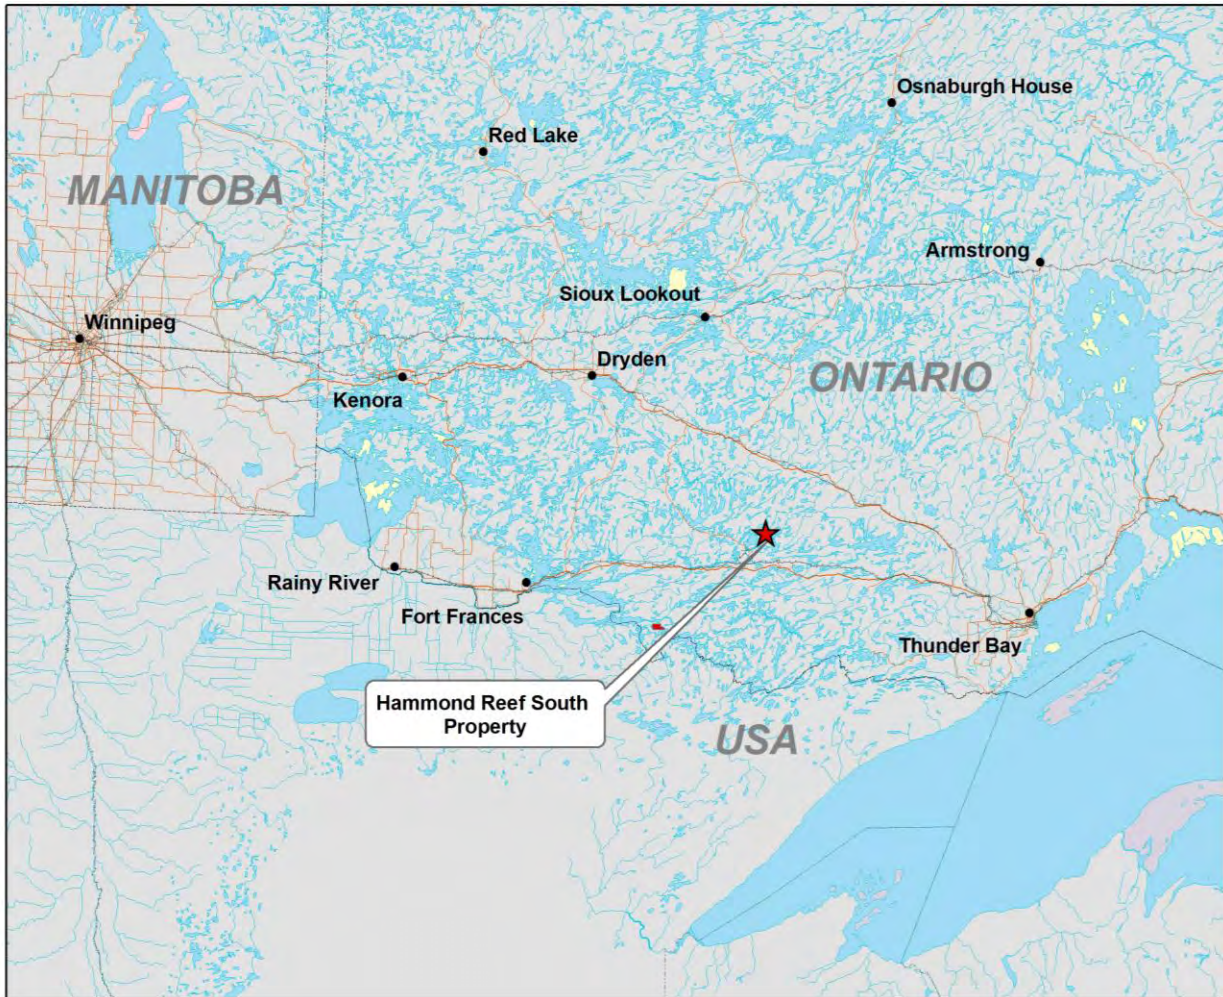 Osnaburgh House
Red Lake
MANITOBA
Armstrong
Sioux Lookout
Winnipeg
Dryden
ONTARIO
Kenora
Rainy River
Fort Frances
Thunder Bay
Hammond Reef South
Property
USA